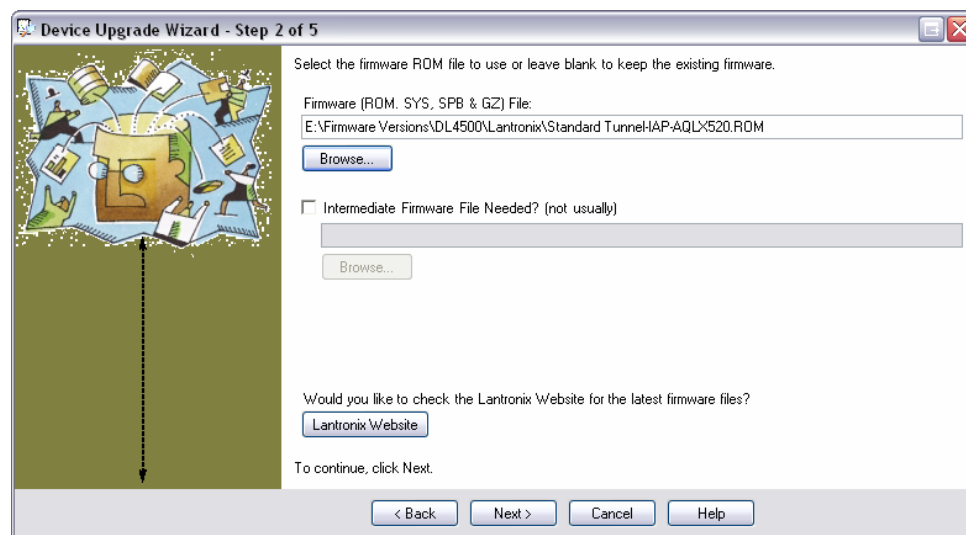 Device Upgrade Wizard - Step 2 of 5
Select the firmware ROM file to use or leave blank to keep the existing firmware.
Firmware (ROM. SYS, SPB & GZ) File:
E:\Firmware Versions\DL4500\Lantronix\Standard Tunnel-IAP-AQLX520.ROM
Browse...
Intermediate Firmware File Needed? (not usually)
Browse...
Would you like to check the Lantronix Website for the latest firmware files?
Lantronix Website
To continue, click Next.
< Back
Next >
Cancel
Help